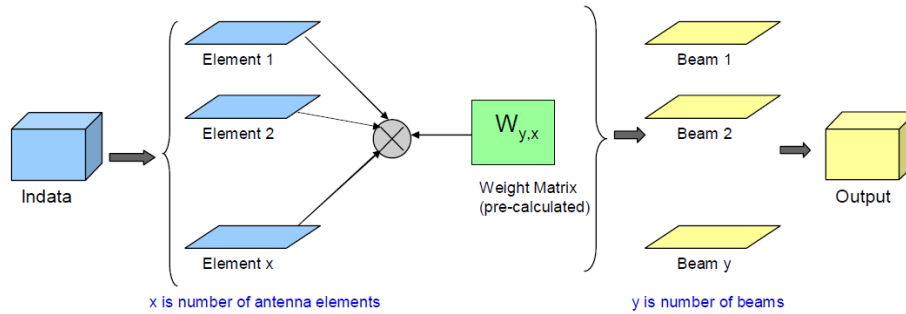 Indata
Element 1
Element 2
Element x
W y,x
Weight Matrix
(pre-calculated)
Beam 1
Beam 2
Beam y
Output
x is number of antenna elements
y is number of beams